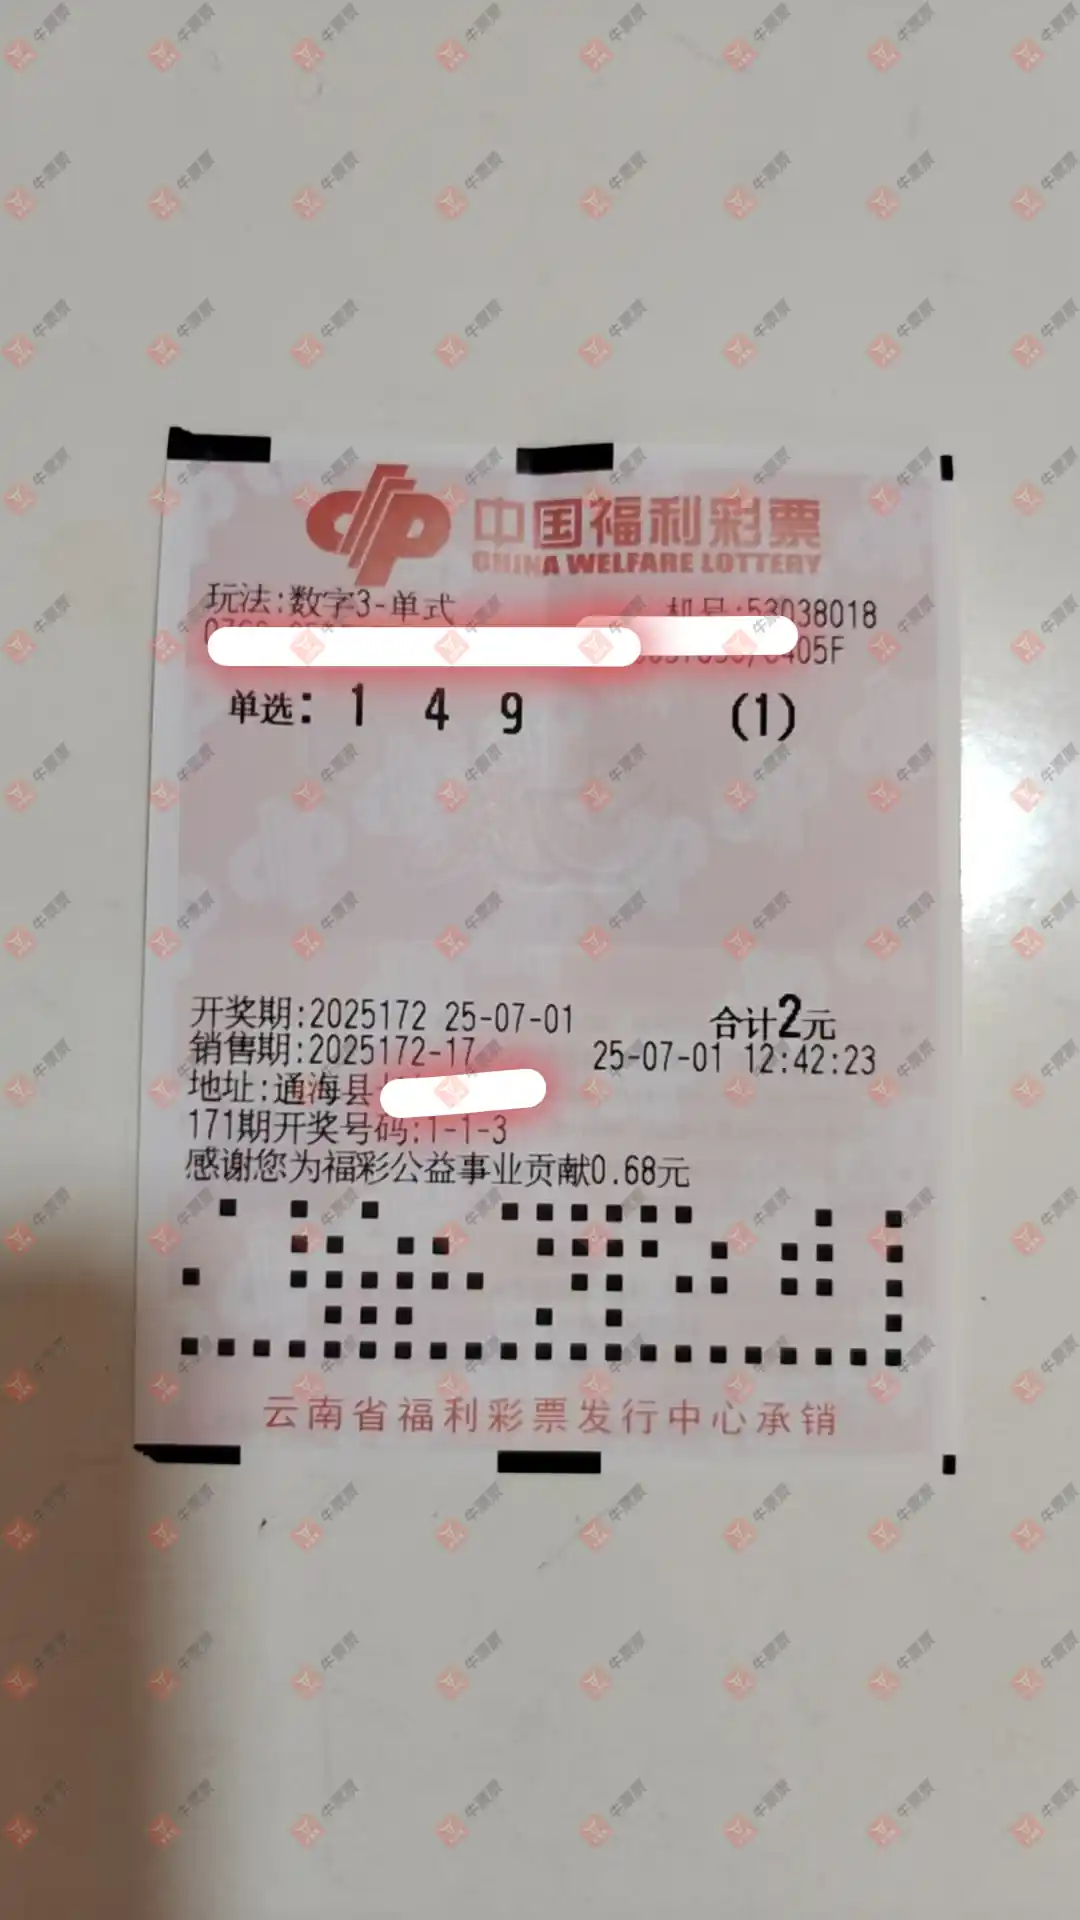 中国福利彩票
CHINA WELFARE LOTTERY
玩法:数字3-单式
机号:53038018
405F
单选: 1 4 9 (1)
开奖期:2025172 25-07-01 合计2元
销售期:2025172-17 25-07-01 12:42:23
地址:通海县
171期开奖号码:1-1-3
感谢您为福彩公益事业贡献0.68元
云南省福利彩票发行中心承销
牛票票